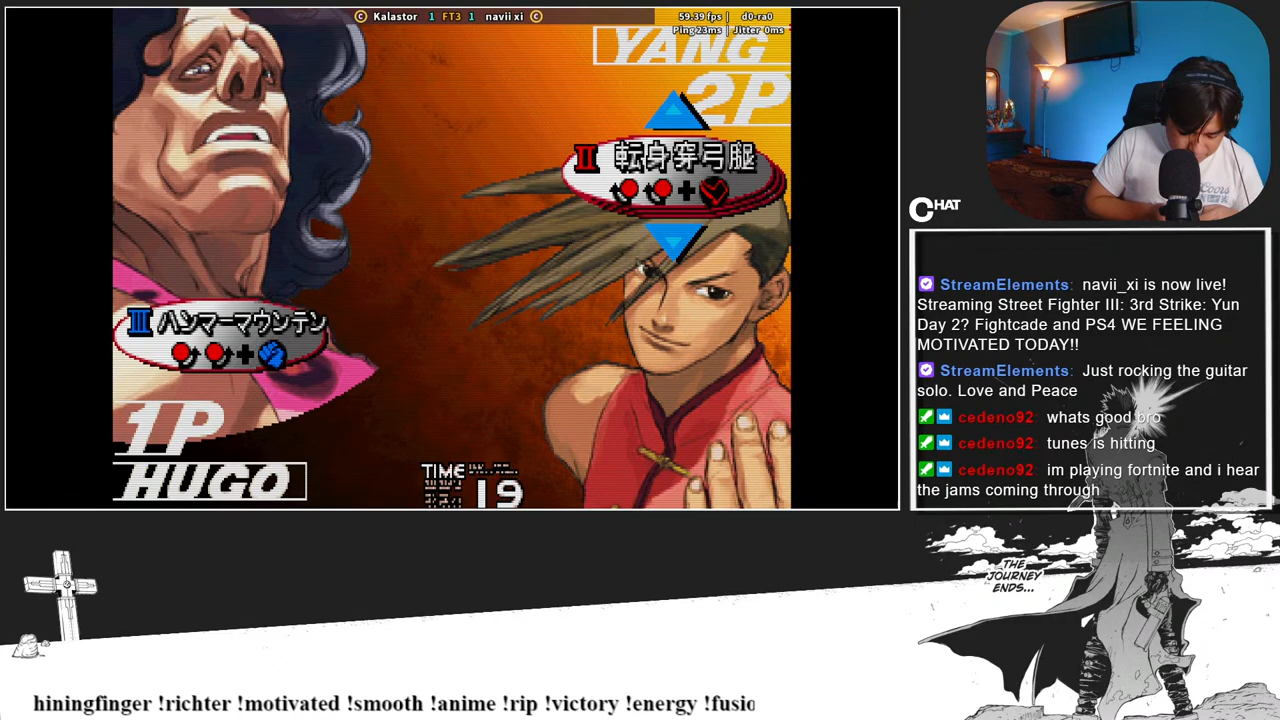 Kalastor 1 FT3 1 navii xi
59.39 fps | d0-ra0
Ping 23ms | Jitter 0ms
YANG
2P
II 転身穿弓腿
III ハンマーマウンテン
1P
HUGO
TIME
19
Coors
CHAT
StreamElements: navii_xi is now live!
Streaming Street Fighter III: 3rd Strike: Yun
Day 2? Fightcade and PS4 WE FEELING
MOTIVATED TODAY!!
StreamElements: Just rocking the guitar
solo. Love and Peace
cedeno92: whats good bro
cedeno92: tunes is hitting
cedeno92: im playing fortnite and i hear
the jams coming through
THE
JOURNEY
ENDS...
hiningfinger !richter !motivated !smooth !anime !rip !victory !energy !fusio